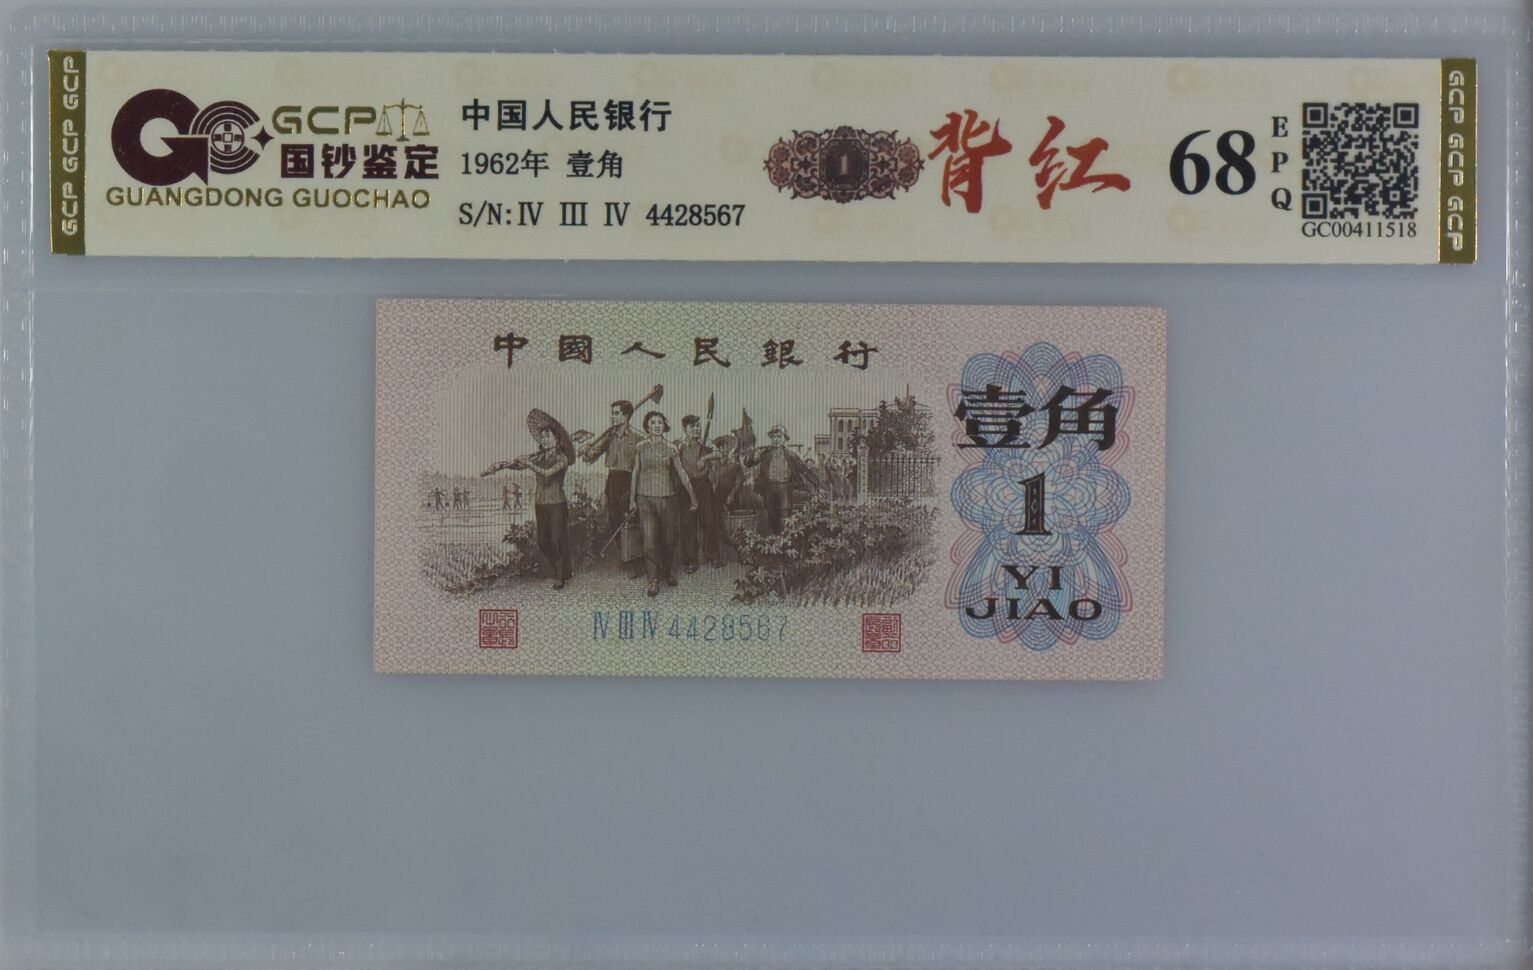 GCP GCP GCP
GCP
国钞鉴定
GUANGDONG GUOCHAO
中国人民银行
1962年 壹角
S/N:Ⅳ Ⅲ Ⅳ 4428567
1
背红
68
EPQ
GC00411518
GCP GCP GCP
中國人民銀行
壹角
1
YI
JIAO
Ⅳ Ⅲ Ⅳ 4428567